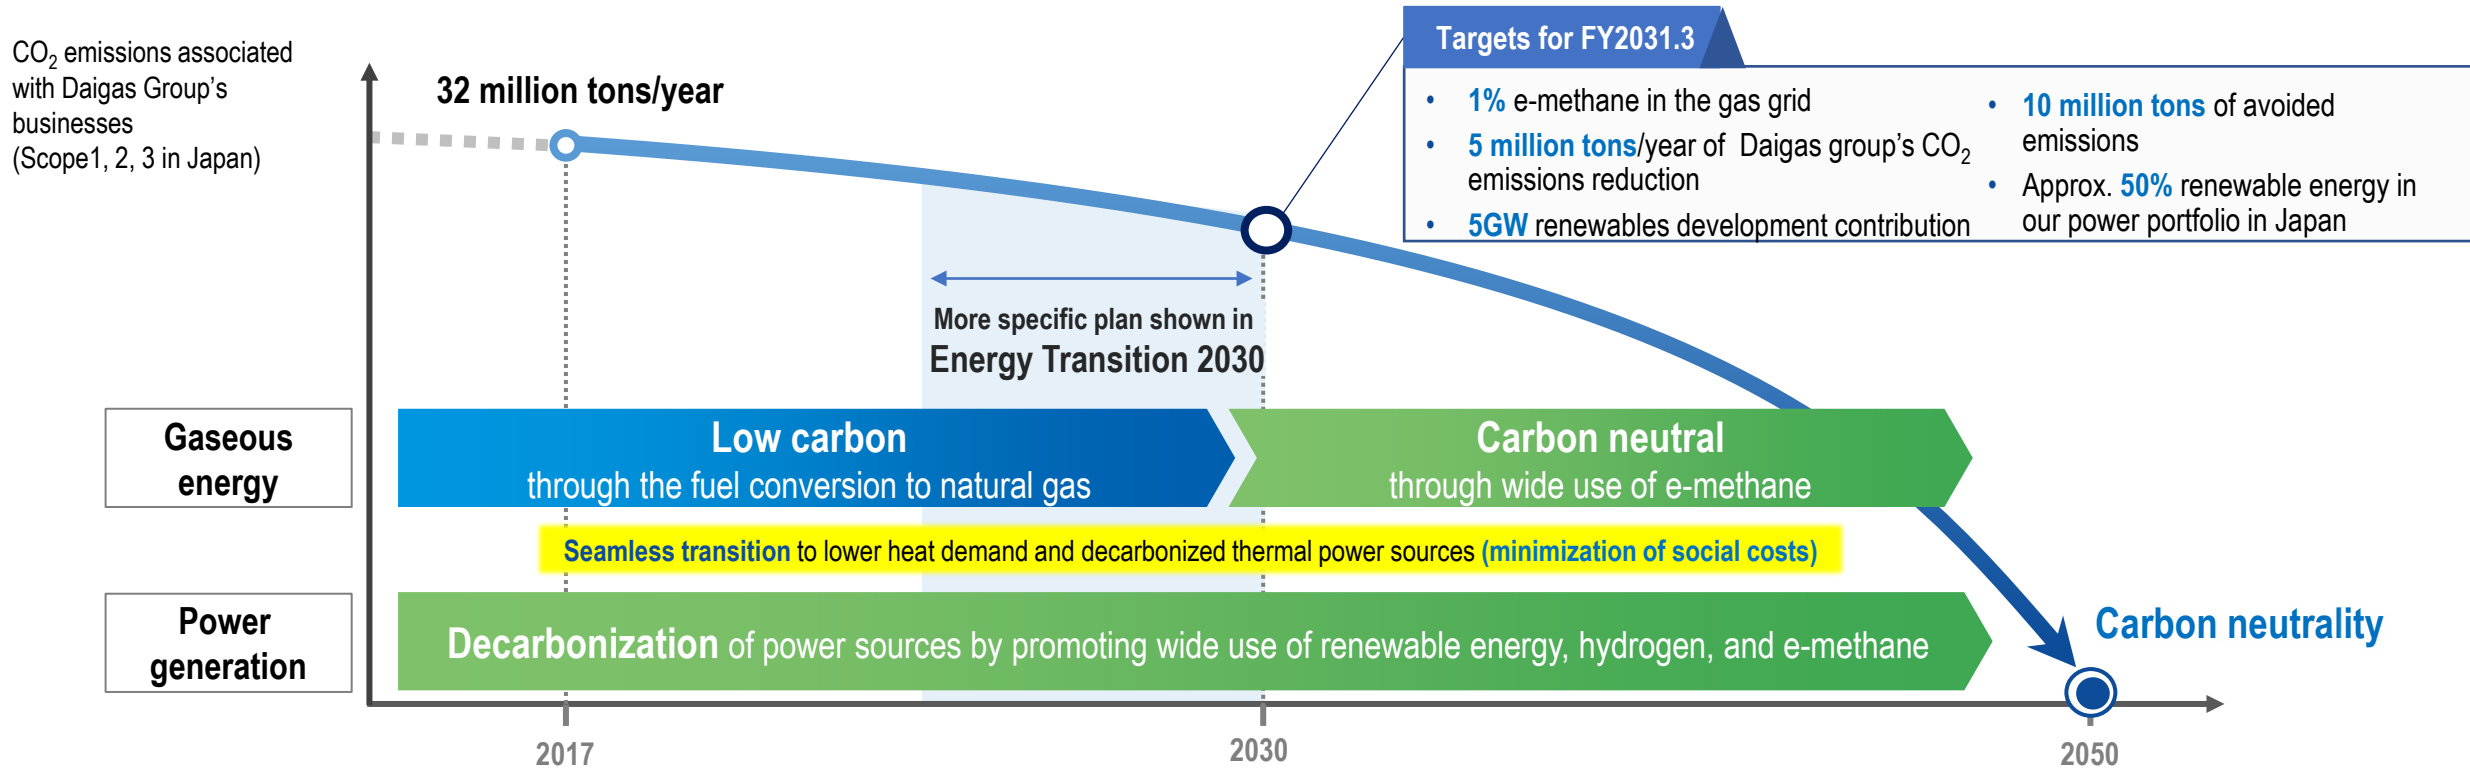 CO₂ emissions associated
with Daigas Group's
businesses
(Scope1, 2, 3 in Japan)
32 million tons/year
Targets for FY2031.3
• 1% e-methane in the gas grid
• 5 million tons/year of Daigas group's CO₂
emissions reduction
• 5GW renewables development contribution
• 10 million tons of avoided
emissions
• Approx. 50% renewable energy in
our power portfolio in Japan
More specific plan shown in
Energy Transition 2030
Gaseous
energy
Low carbon
through the fuel conversion to natural gas
Carbon neutral
through wide use of e-methane
Seamless transition to lower heat demand and decarbonized thermal power sources (minimization of social costs)
Power
generation
Decarbonization of power sources by promoting wide use of renewable energy, hydrogen, and e-methane
Carbon neutrality
2017
2030
2050